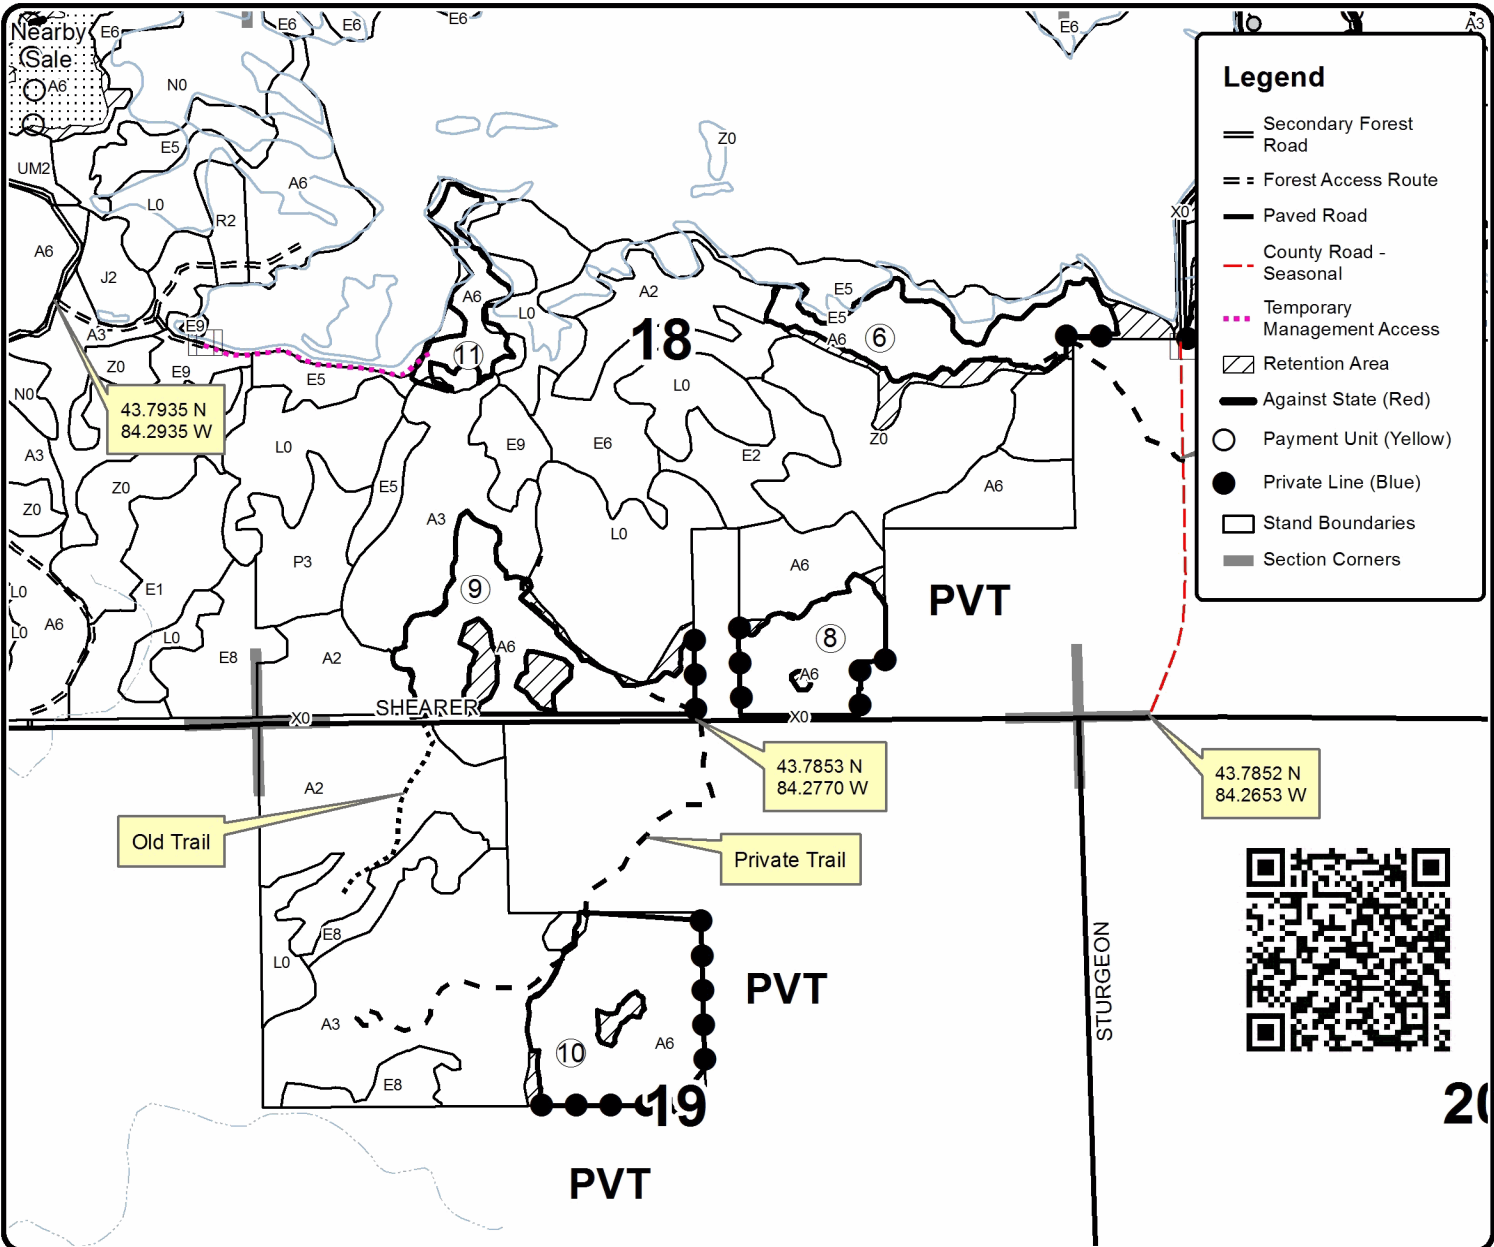 Nearby
Sale
E6
E6
E6
E6
E6
A3
A6
N0
E5
Z0
UM2
A6
L0
R2
X0
A6
J2
A6
L0
A2
E5
E5
A6
6
18
A3
E9
11
Z0
E9
E5
L0
N0
43.7935 N
84.2935 W
L0
E9
E6
E2
Z0
A3
Z0
Z0
E5
A6
A3
L0
P3
A6
PVT
L0
E1
9
L0
A6
L0
E8
A2
A6
8
A6
SHEARER
X0
X0
43.7853 N
84.2770 W
43.7852 N
84.2653 W
A2
Old Trail
Private Trail
E8
L0
STURGEON
PVT
A3
10
A6
E8
19
20
PVT
Legend
Secondary Forest
Road
Forest Access Route
Paved Road
County Road -
Seasonal
Temporary
Management Access
Retention Area
Against State (Red)
Payment Unit (Yellow)
Private Line (Blue)
Stand Boundaries
Section Corners